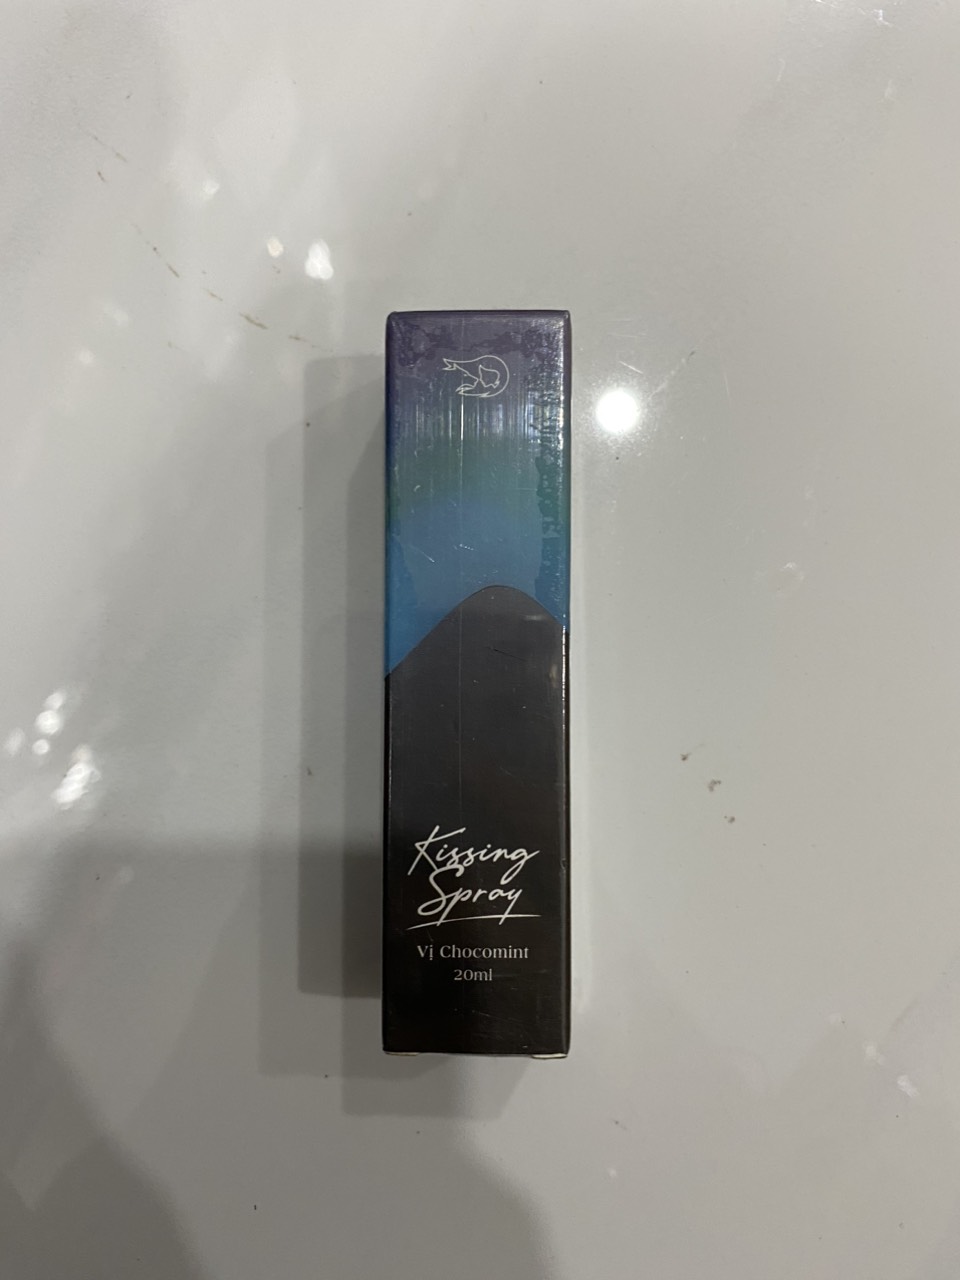 Kissing
Spray
Vị Chocomint
20ml